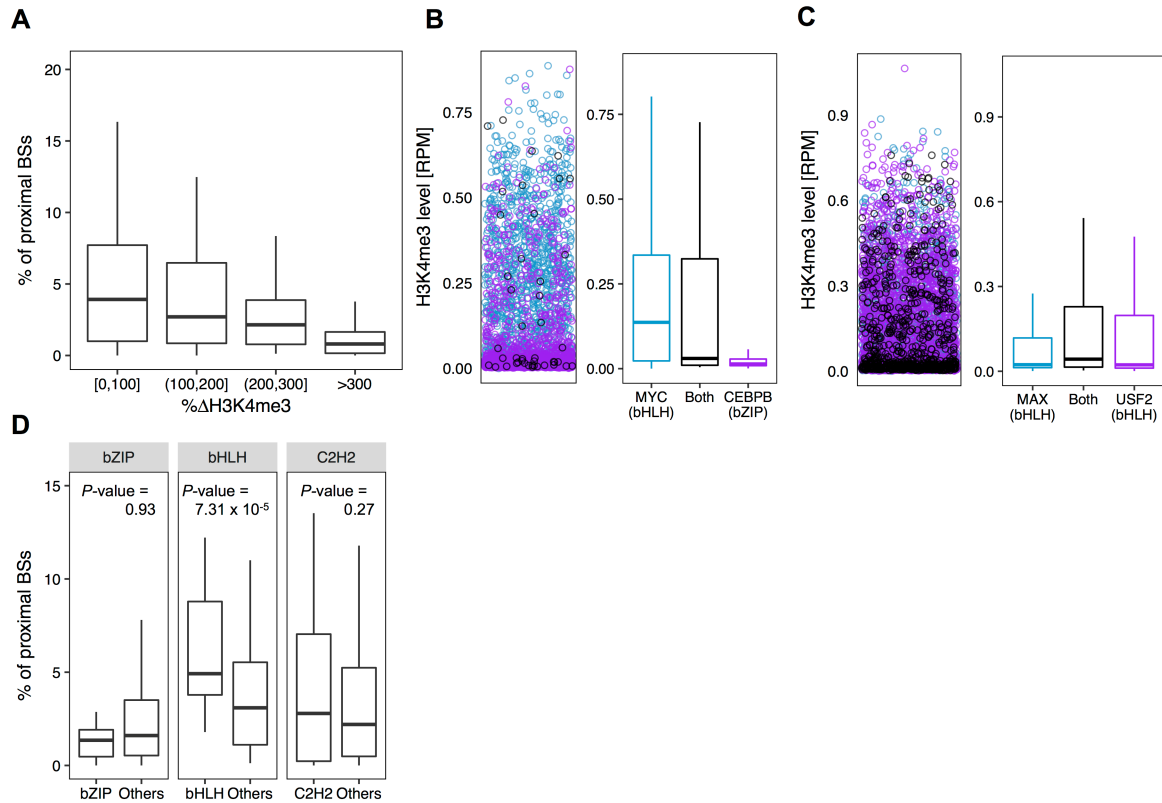 A
% of proximal BSs
20
15
10
5
0
[0,100]
(100,200]
(200,300]
>300
%ΔH3K4me3
B
H3K4me3 level [RPM]
0.75
0.50
0.25
0.00
0.75
0.50
0.25
0.00
MYC
(bHLH)
Both
CEBPB
(bZIP)
C
H3K4me3 level [RPM]
0.9
0.6
0.3
0.0
0.9
0.6
0.3
0.0
MAX
(bHLH)
Both
USF2
(bHLH)
D
% of proximal BSs
15
10
5
0
bZIP
P-value =
0.93
bZIP Others
bHLH
P-value =
7.31 x 10⁻⁵
bHLH Others
C2H2
P-value =
0.27
C2H2 Others